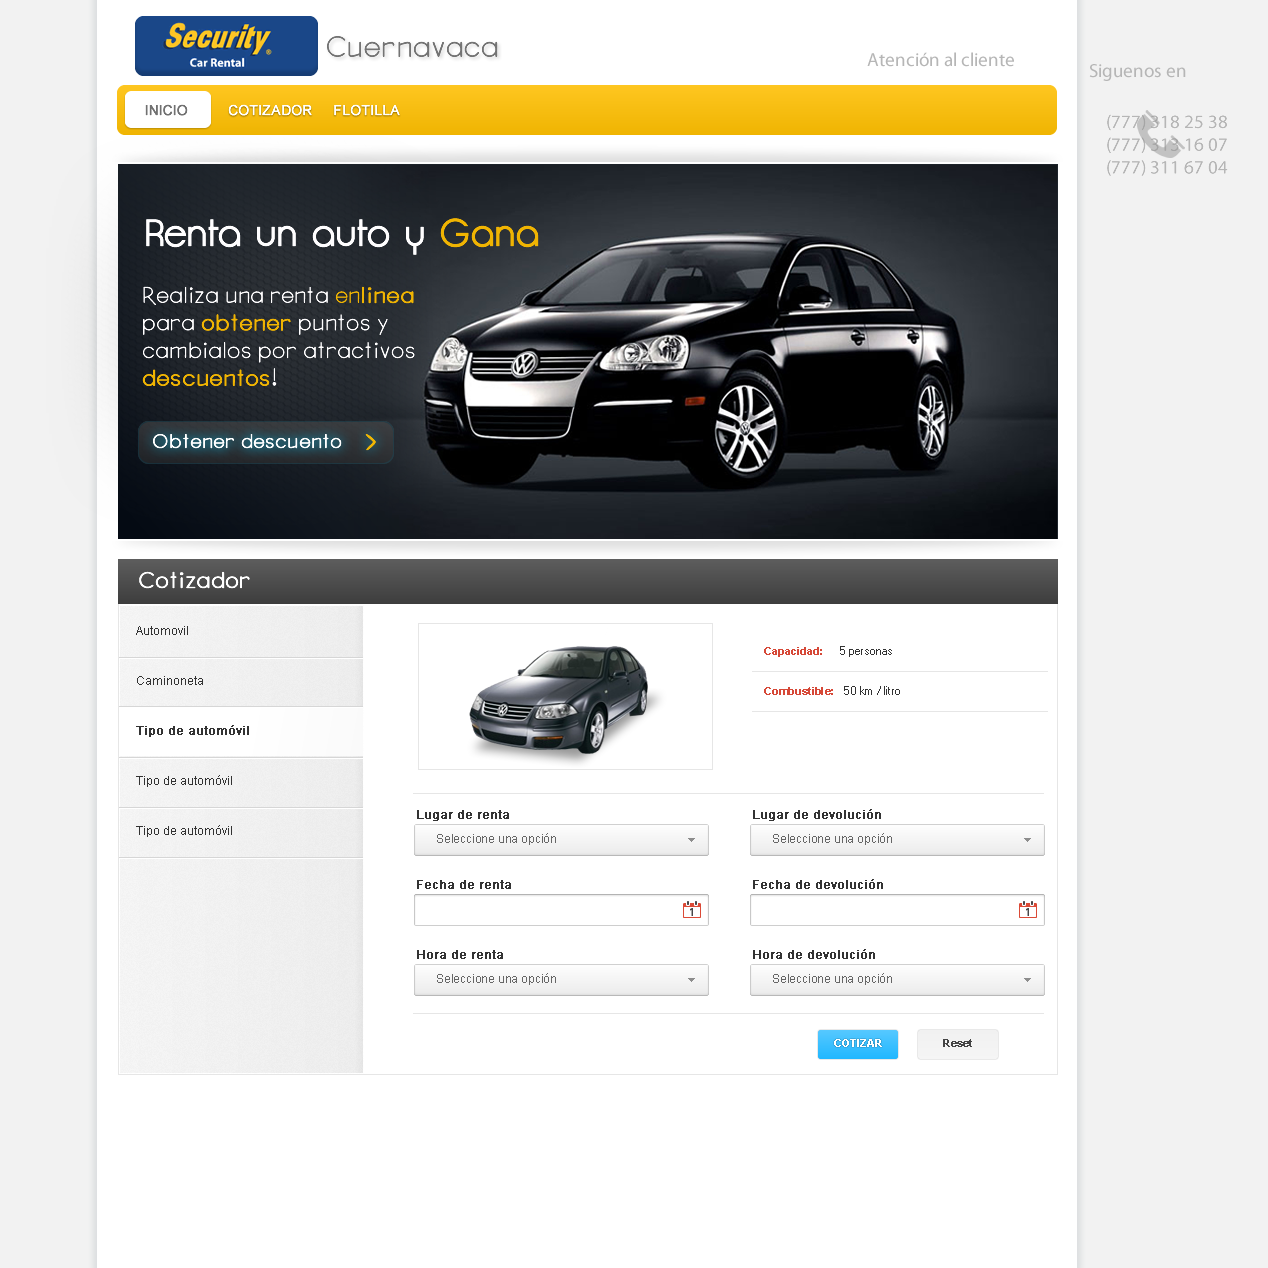 Security®
Car Rental
Cuernavaca
Atención al cliente
Siguenos en
INICIO
COTIZADOR
FLOTILLA
(777) 318 25 38
(777) 313 16 07
(777) 311 67 04
Renta un auto y Gana
Realiza una renta enlinea
para obtener puntos y
cambialos por atractivos
descuentos!
Obtener descuento
Cotizador
Automovil
Caminoneta
Tipo de automóvil
Tipo de automóvil
Tipo de automóvil
Capacidad: 5 personas
Combustible: 50 km / litro
Lugar de renta
Seleccione una opción
Lugar de devolución
Seleccione una opción
Fecha de renta
1
Fecha de devolución
1
Hora de renta
Seleccione una opción
Hora de devolución
Seleccione una opción
COTIZAR
Reset